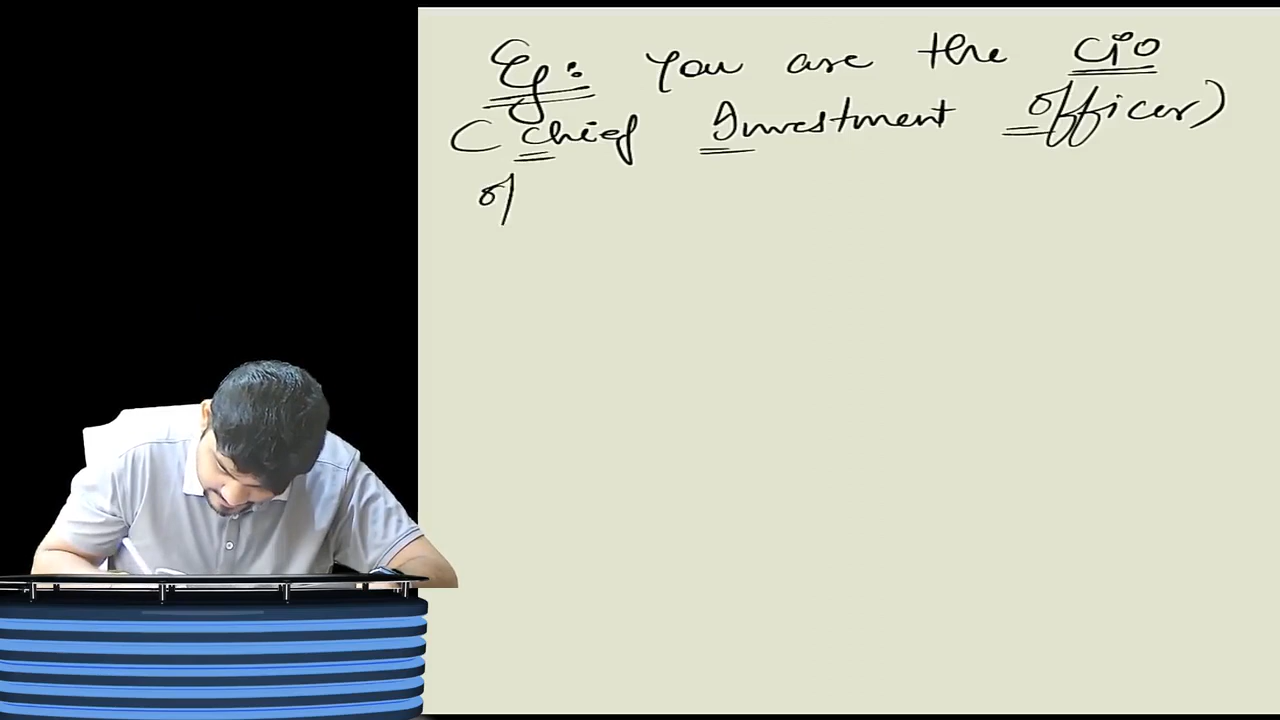 Eg: You are the CIO
(Chief Investment Officer)
of